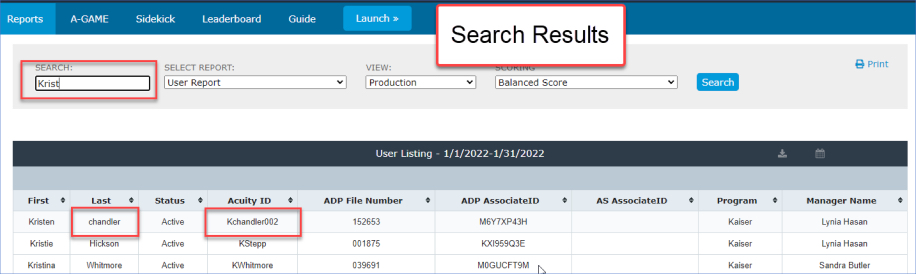 Reports A-GAME Sidekick Leaderboard Guide Launch »
Search Results
SEARCH: SELECT REPORT: VIEW: SCORING
Print
Krist User Report Production Balanced Score Search
User Listing - 1/1/2022-1/31/2022
First Last Status Acuity ID ADP File Number ADP AssociateID AS AssociateID Program Manager Name
Kristen chandler Active Kchandler002 152653 M6Y7XP43H Kaiser Lynia Hasan
Kristie Hickson Active KStepp 001875 KXI959Q3E Kaiser Lynia Hasan
Kristina Whitmore Active KWhitmore 039691 M0GUCFT9M Kaiser Sandra Butler